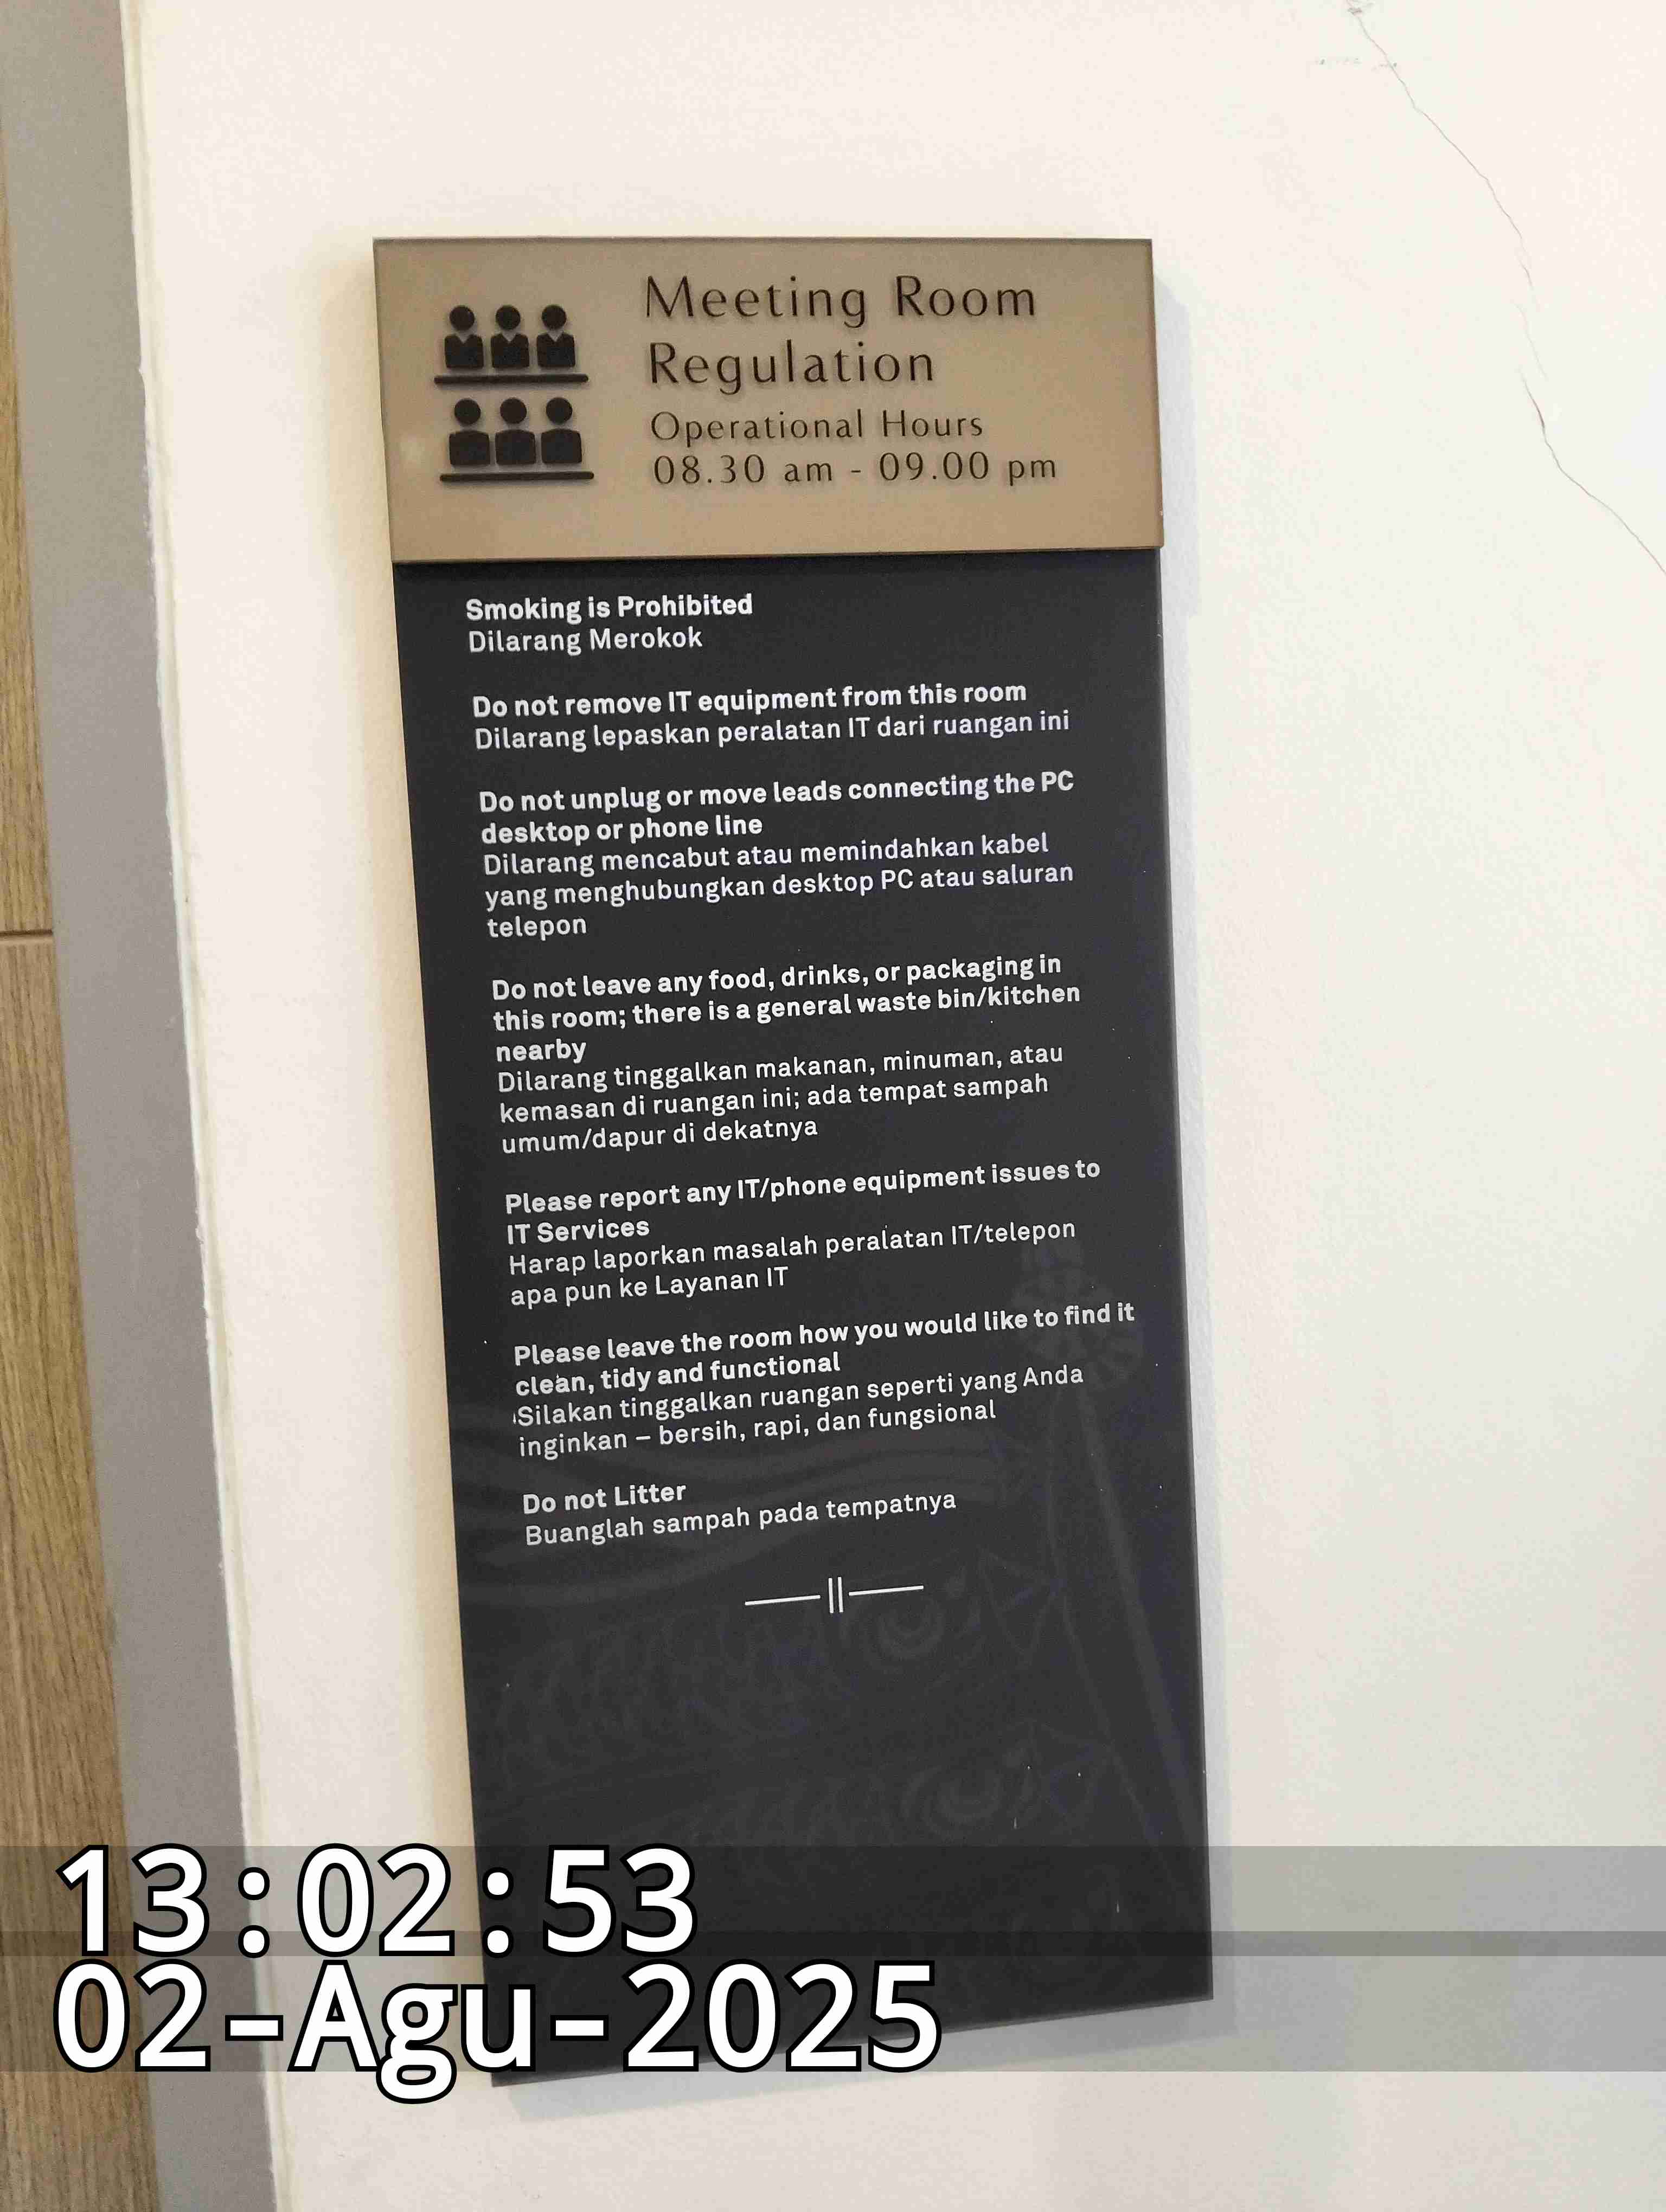 Meeting Room
Regulation
Operational Hours
08.30 am - 09.00 pm
Smoking is Prohibited
Dilarang Merokok
Do not remove IT equipment from this room
Dilarang lepaskan peralatan IT dari ruangan ini
Do not unplug or move leads connecting the PC
desktop or phone line
Dilarang mencabut atau memindahkan kabel
yang menghubungkan desktop PC atau saluran
telepon
Do not leave any food, drinks, or packaging in
this room; there is a general waste bin/kitchen
nearby
Dilarang tinggalkan makanan, minuman, atau
kemasan di ruangan ini; ada tempat sampah
umum/dapur di dekatnya
Please report any IT/phone equipment issues to
IT Services
Harap laporkan masalah peralatan IT/telepon
apa pun ke Layanan IT
Please leave the room how you would like to find it
clean, tidy and functional
Silakan tinggalkan ruangan seperti yang Anda
inginkan – bersih, rapi, dan fungsional
Do not Litter
Buanglah sampah pada tempatnya
13:02:53
02-Agu-2025